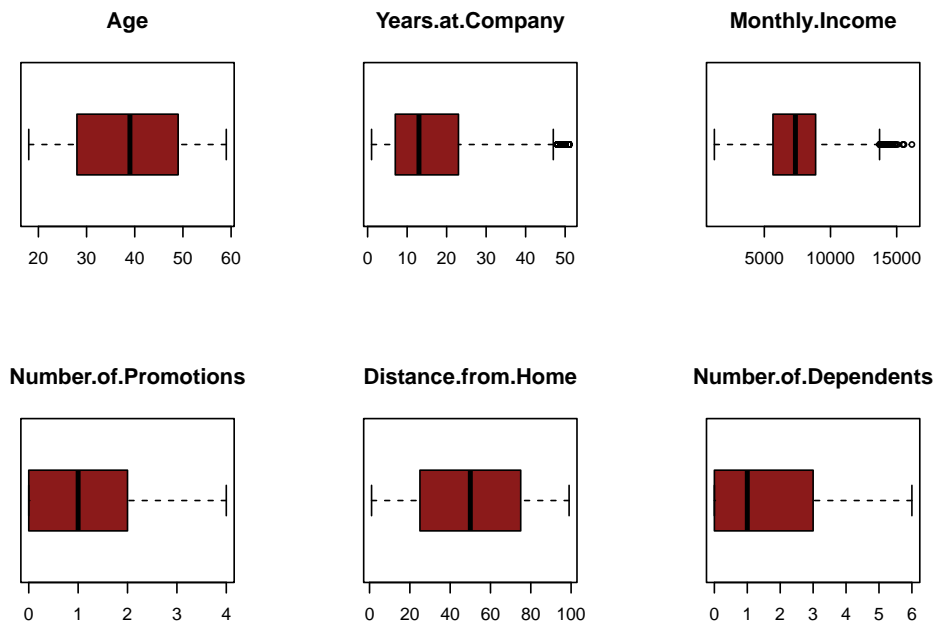 Age
20 30 40 50 60
Years.at.Company
0 10 20 30 40 50
Monthly.Income
5000 10000 15000
Number.of.Promotions
0 1 2 3 4
Distance.from.Home
0 20 40 60 80 100
Number.of.Dependents
0 1 2 3 4 5 6